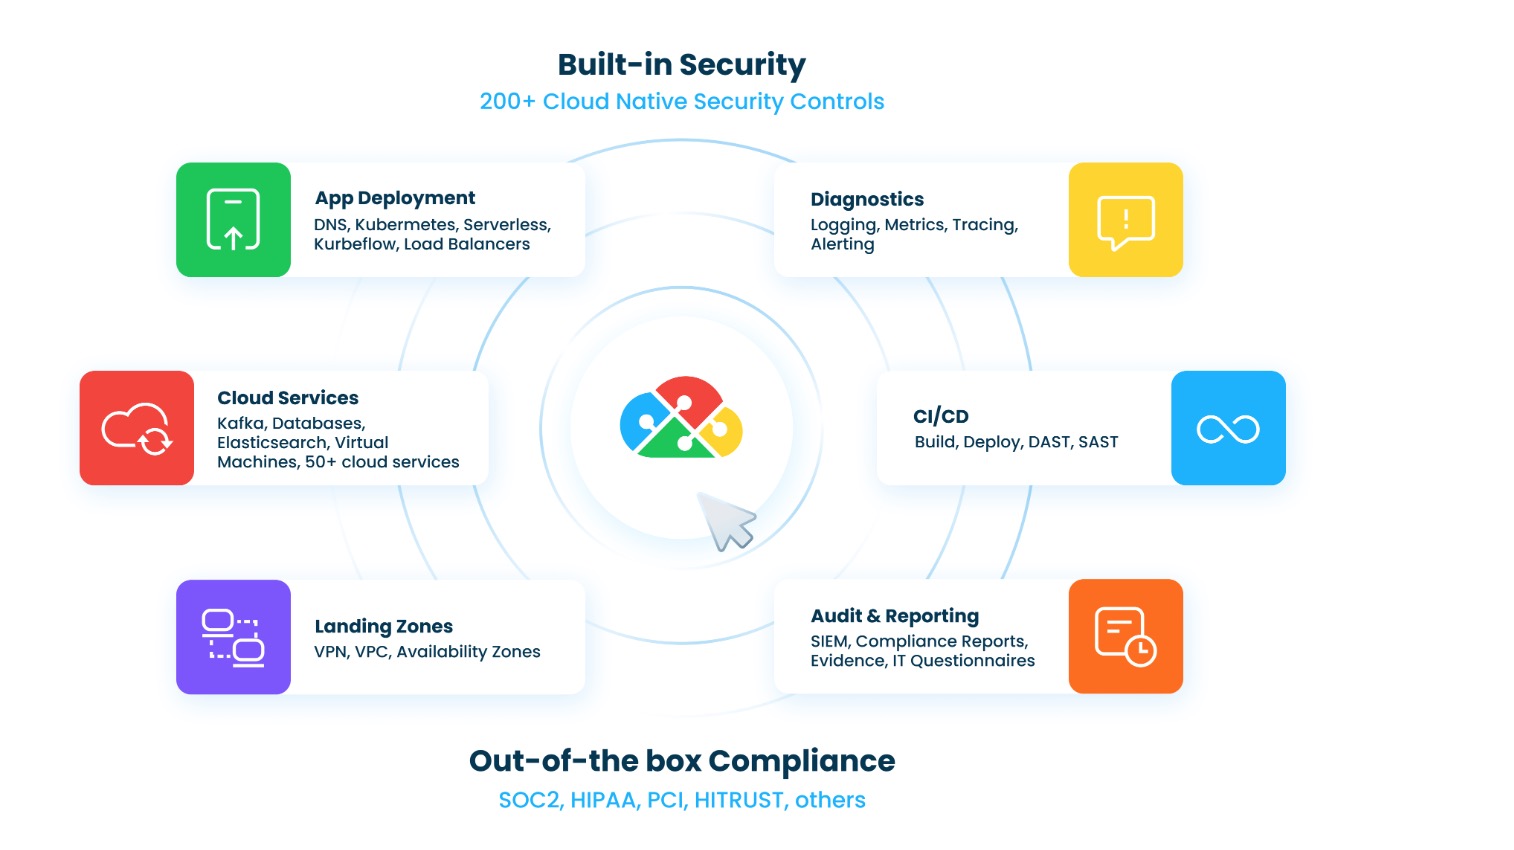 Built-in Security
200+ Cloud Native Security Controls
App Deployment
DNS, Kubermetes, Serverless,
Kurbeflow, Load Balancers
Diagnostics
Logging, Metrics, Tracing,
Alerting
Cloud Services
Kafka, Databases,
Elasticsearch, Virtual
Machines, 50+ cloud services
CI/CD
Build, Deploy, DAST, SAST
Landing Zones
VPN, VPC, Availability Zones
Audit & Reporting
SIEM, Compliance Reports,
Evidence, IT Questionnaires
Out-of-the box Compliance
SOC2, HIPAA, PCI, HITRUST, others